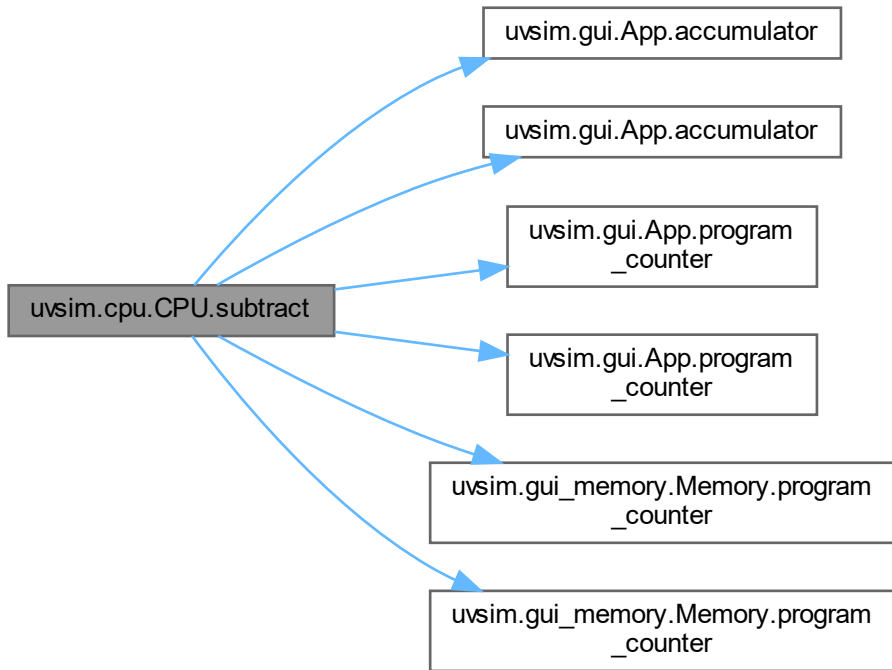 uvsim.gui.App.accumulator
uvsim.gui.App.accumulator
uvsim.gui.App.program
_counter
uvsim.cpu.CPU.subtract
uvsim.gui.App.program
_counter
uvsim.gui_memory.Memory.program
_counter
uvsim.gui_memory.Memory.program
_counter